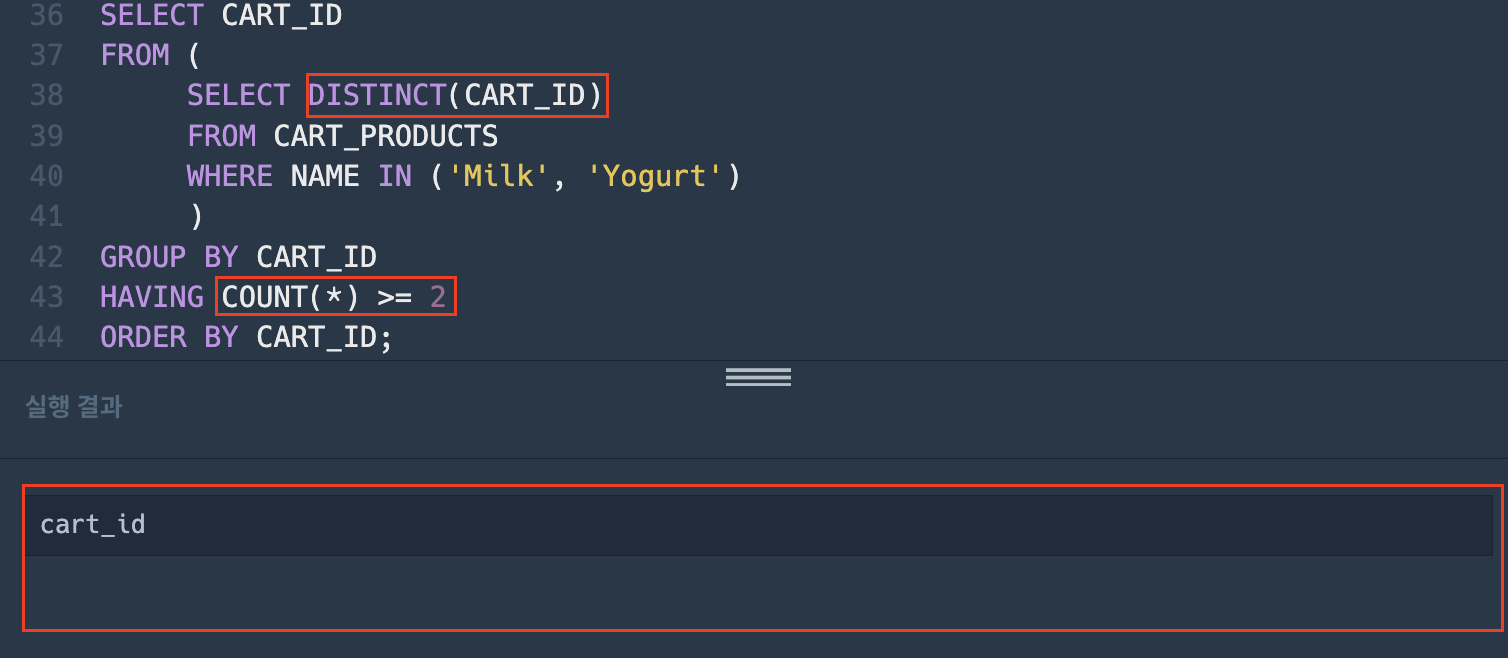 36 SELECT CART_ID
37 FROM (
38 SELECT DISTINCT(CART_ID)
39 FROM CART_PRODUCTS
40 WHERE NAME IN ('Milk', 'Yogurt')
41 )
42 GROUP BY CART_ID
43 HAVING COUNT(*) >= 2
44 ORDER BY CART_ID;
실행 결과
cart_id